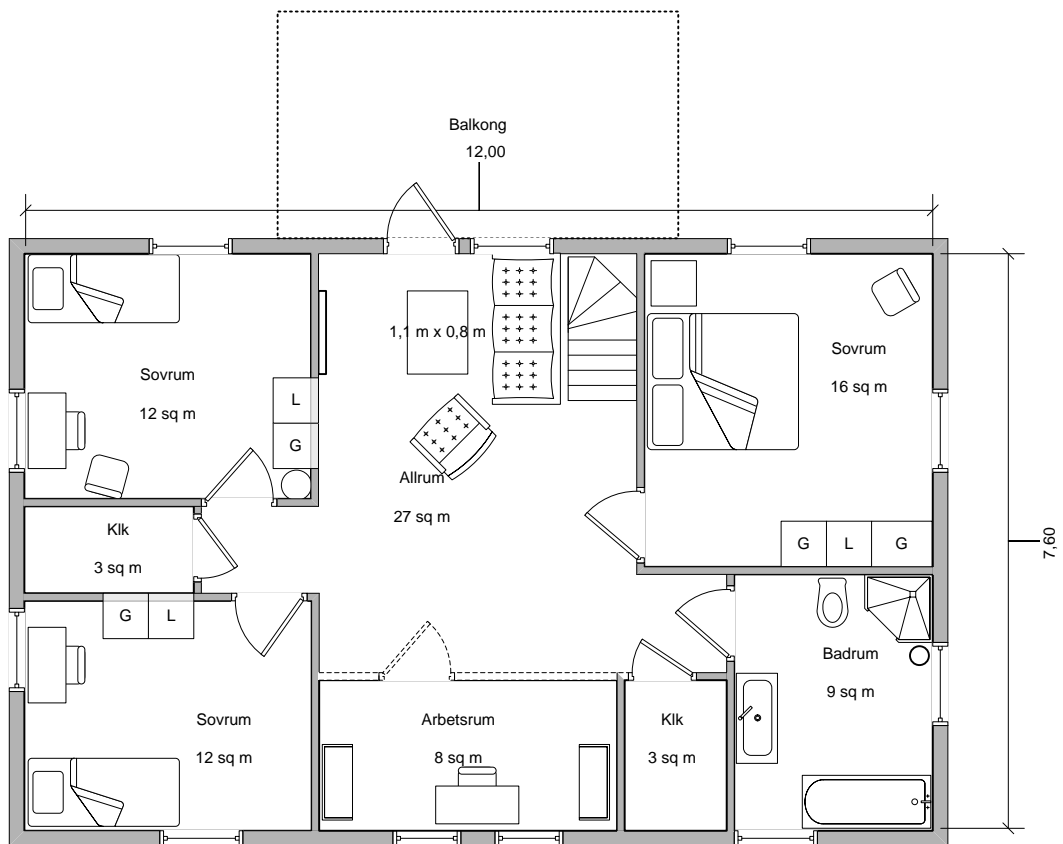 Balkong
12,00
1,1 m x 0,8 m
Sovrum
12 sq m
L
G
Sovrum
16 sq m
Allrum
27 sq m
G L G
Klk
3 sq m
7,60
G L
Badrum
9 sq m
Sovrum
12 sq m
Arbetsrum
8 sq m
Klk
3 sq m